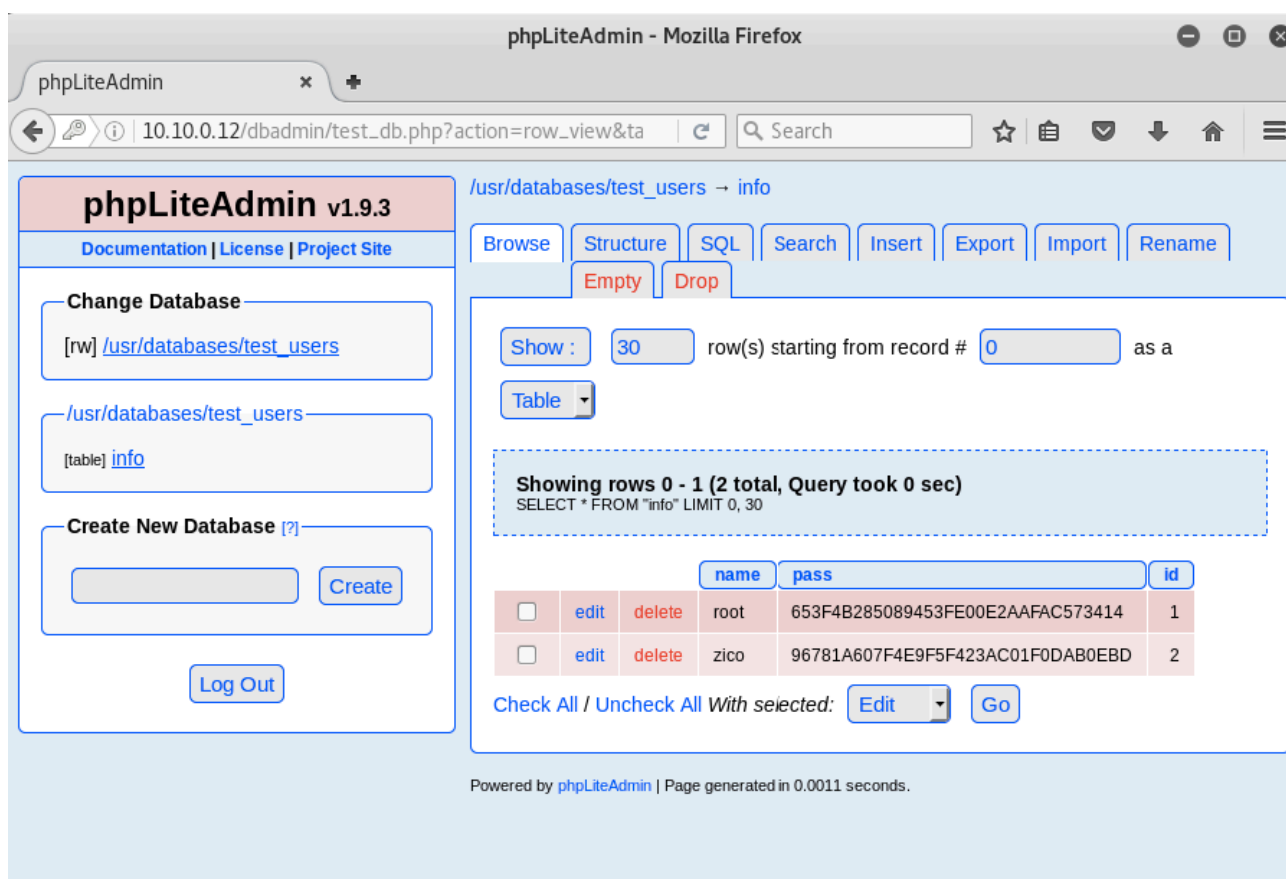 phpLiteAdmin - Mozilla Firefox
phpLiteAdmin
10.10.0.12/dbadmin/test_db.php?action=row_view&ta
Search
phpLiteAdmin v1.9.3
Documentation | License | Project Site
Change Database
[rw] /usr/databases/test_users
/usr/databases/test_users
[table] info
Create New Database [?]
Create
Log Out
/usr/databases/test_users → info
Browse Structure SQL Search Insert Export Import Rename
Empty Drop
Show : 30 row(s) starting from record # 0 as a
Table
Showing rows 0 - 1 (2 total, Query took 0 sec)
SELECT * FROM "info" LIMIT 0, 30
name pass id
edit delete root 653F4B285089453FE00E2AAFAC573414 1
edit delete zico 96781A607F4E9F5F423AC01F0DAB0EBD 2
Check All / Uncheck All With selected: Edit Go
Powered by phpLiteAdmin | Page generated in 0.0011 seconds.